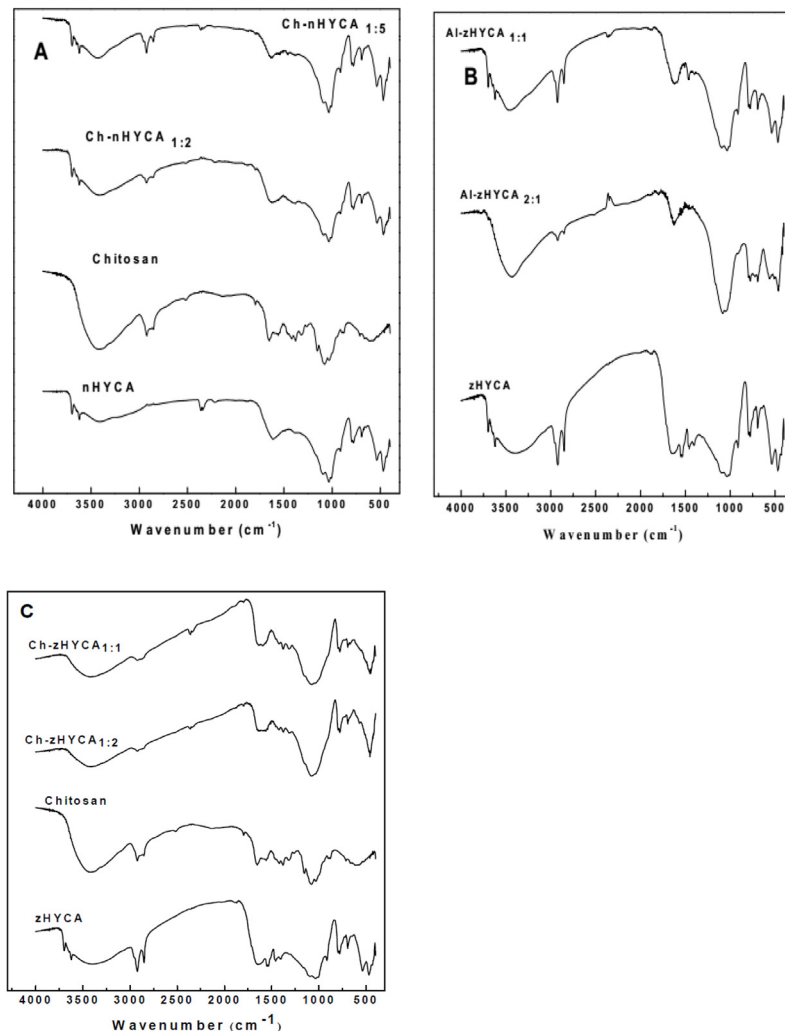 A
Ch-nHYCA 1:5
Ch-nHYCA 1:2
Chitosan
nHYCA
4000 3500 3000 2500 2000 1500 1000 500
Wavenumber (cm-1)
Al-zHYCA 1:1
B
Al-zHYCA 2:1
zHYCA
4000 3500 3000 2500 2000 1500 1000 500
Wavenumber (cm-1)
C
Ch-zHYCA1:1
Ch-zHYCA1:2
Chitosan
zHYCA
4000 3500 3000 2500 2000 1500 1000 500
Wavenumber (cm-1)